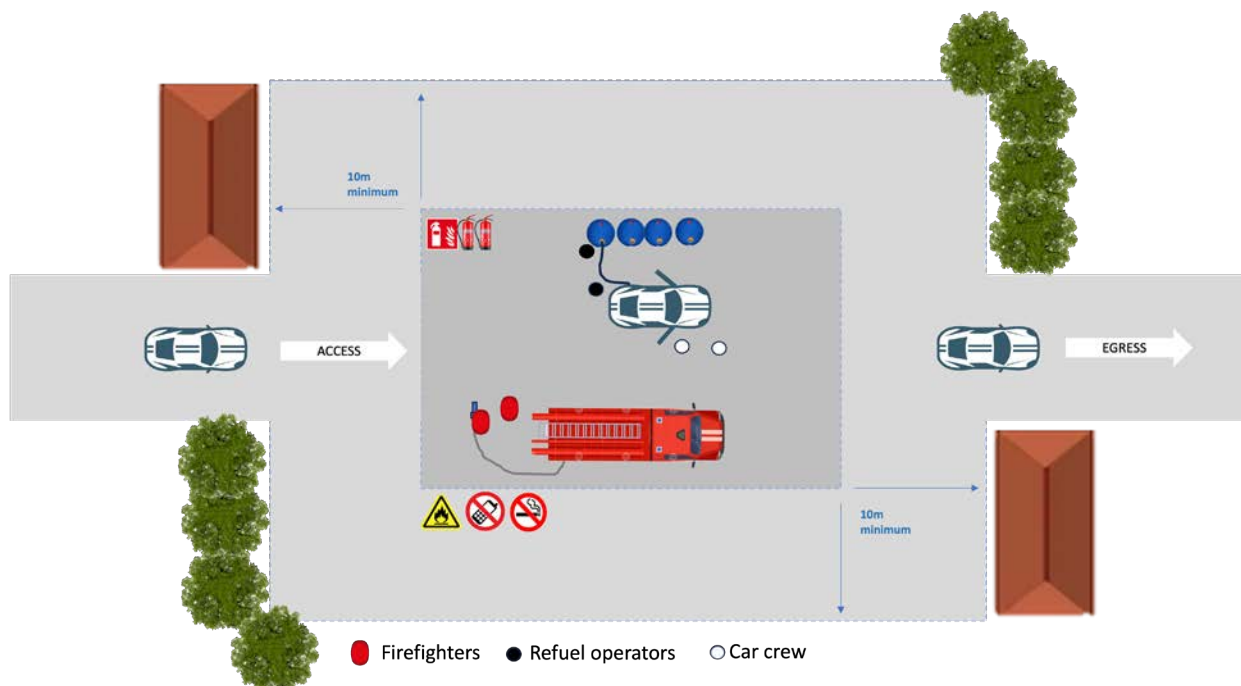 10m
minimum
ACCESS
EGRESS
10m
minimum
Firefighters
Refuel operators
Car crew